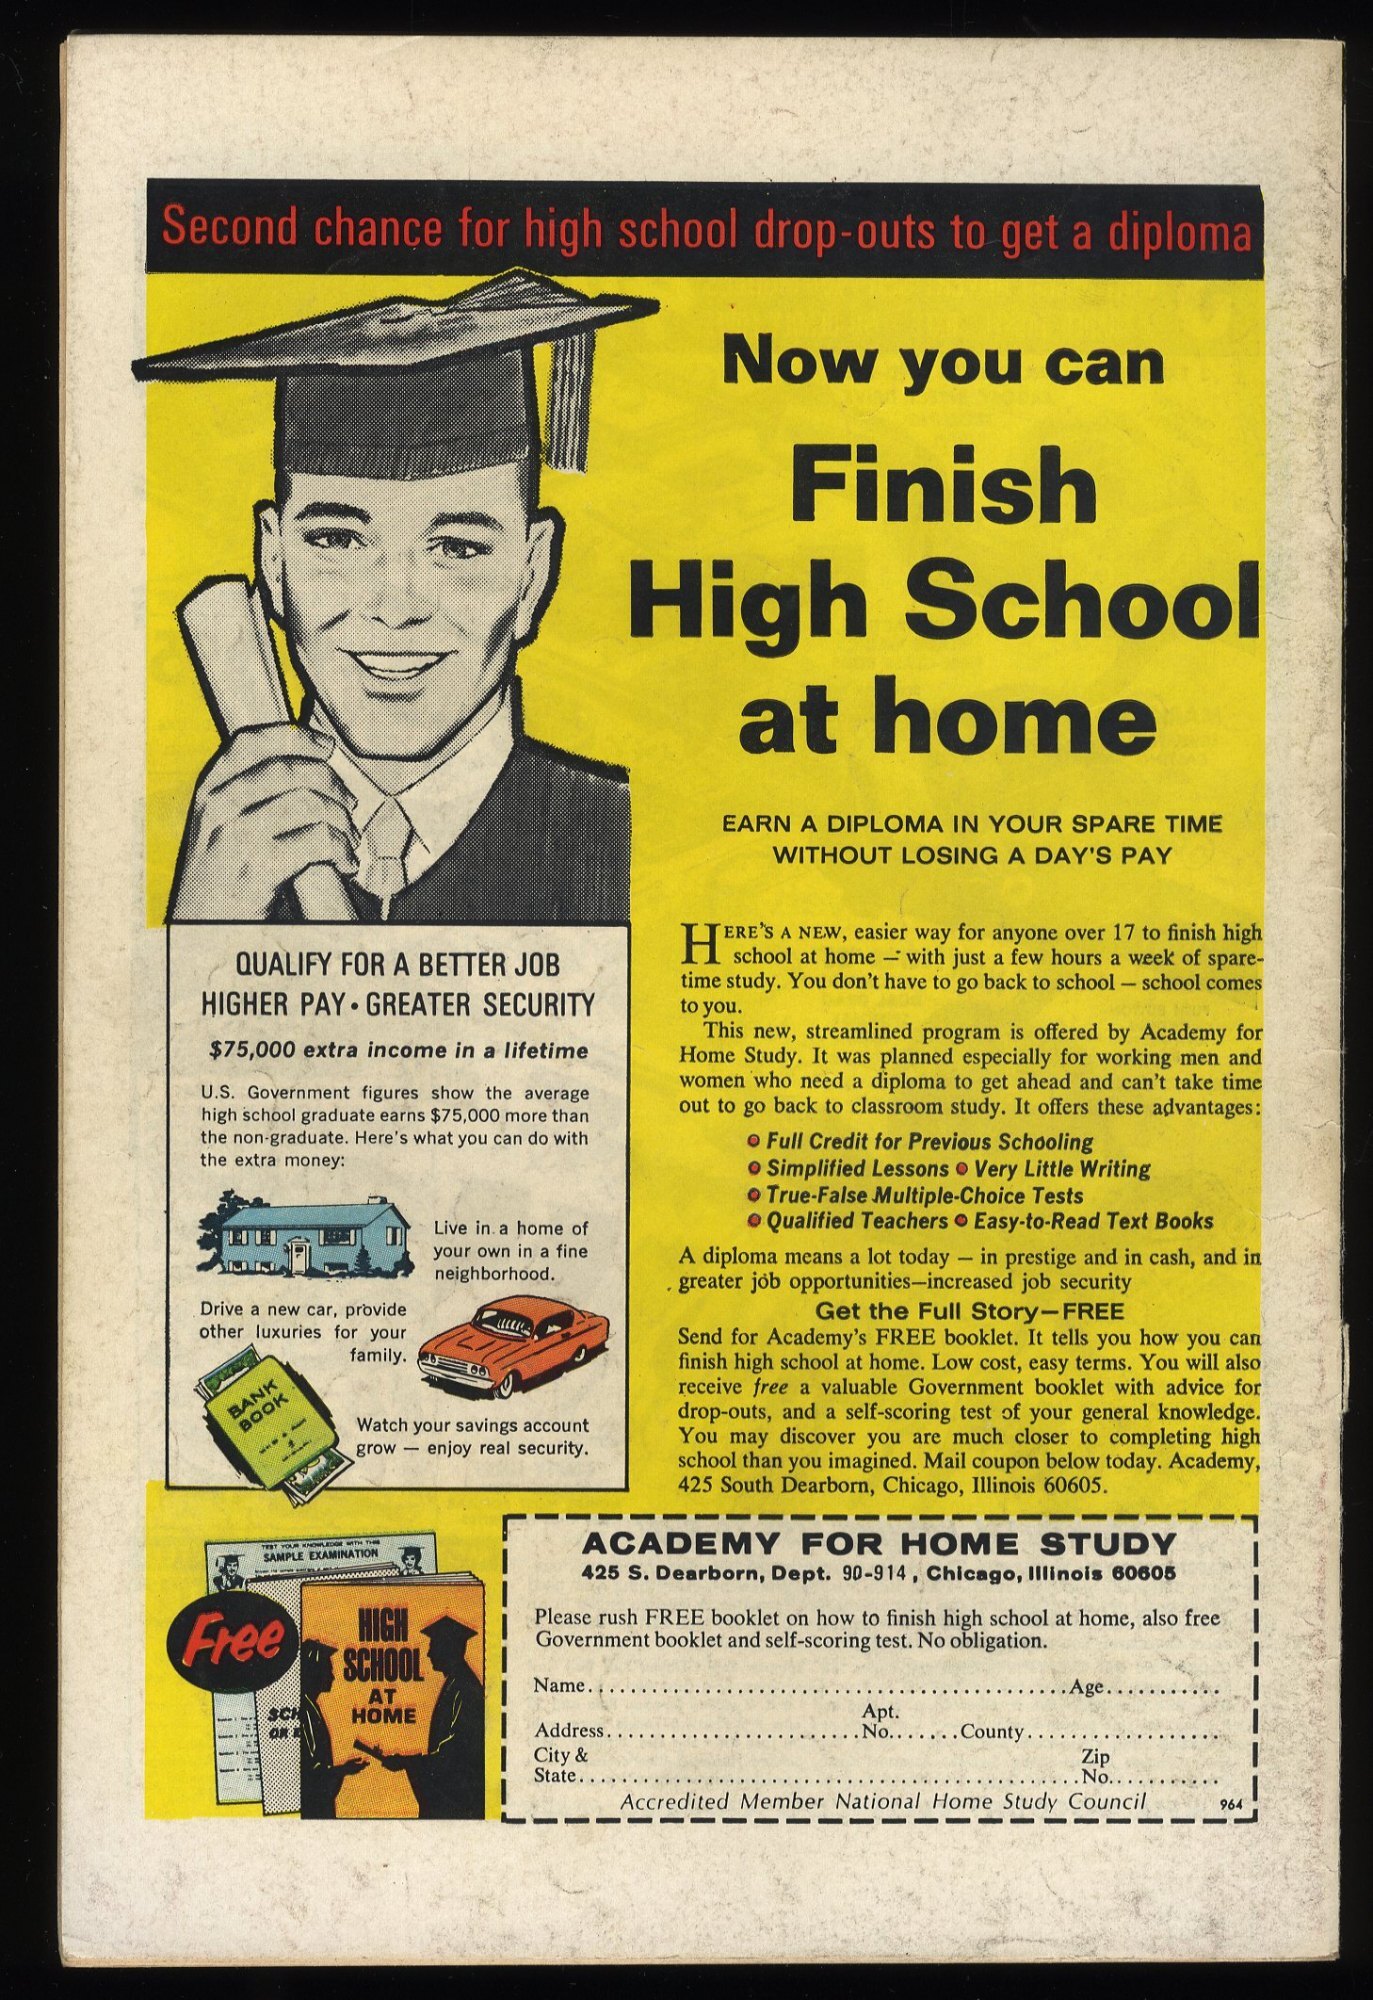 Second chance for high school drop-outs to get a diploma
Now you can
Finish
High School
at home
EARN A DIPLOMA IN YOUR SPARE TIME
WITHOUT LOSING A DAY'S PAY
HERE'S A NEW, easier way for anyone over 17 to finish high
school at home — with just a few hours a week of spare-
time study. You don't have to go back to school — school comes
to you.
This new, streamlined program is offered by Academy for
Home Study. It was planned especially for working men and
women who need a diploma to get ahead and can't take time
out to go back to classroom study. It offers these advantages:
• Full Credit for Previous Schooling
• Simplified Lessons • Very Little Writing
• True-False Multiple-Choice Tests
• Qualified Teachers • Easy-to-Read Text Books
A diploma means a lot today — in prestige and in cash, and in
greater job opportunities—increased job security
Get the Full Story—FREE
Send for Academy's FREE booklet. It tells you how you can
finish high school at home. Low cost, easy terms. You will also
receive free a valuable Government booklet with advice for
drop-outs, and a self-scoring test of your general knowledge.
You may discover you are much closer to completing high
school than you imagined. Mail coupon below today. Academy,
425 South Dearborn, Chicago, Illinois 60605.
QUALIFY FOR A BETTER JOB
HIGHER PAY • GREATER SECURITY
$75,000 extra income in a lifetime
U.S. Government figures show the average
high school graduate earns $75,000 more than
the non-graduate. Here's what you can do with
the extra money:
Live in a home of
your own in a fine
neighborhood.
Drive a new car, provide
other luxuries for your
family.
BANK
BOOK
Watch your savings account
grow — enjoy real security.
TEST YOUR KNOWLEDGE WITH THIS
SAMPLE EXAMINATION
Free
HIGH
SCHOOL
AT
HOME
ACADEMY FOR HOME STUDY
425 S. Dearborn, Dept. 90-914, Chicago, Illinois 60605
Please rush FREE booklet on how to finish high school at home, also free
Government booklet and self-scoring test. No obligation.
Name.............................................Age...........
Apt.
Address........................No.......County..................
City & Zip
State...............................................No...........
Accredited Member National Home Study Council 964